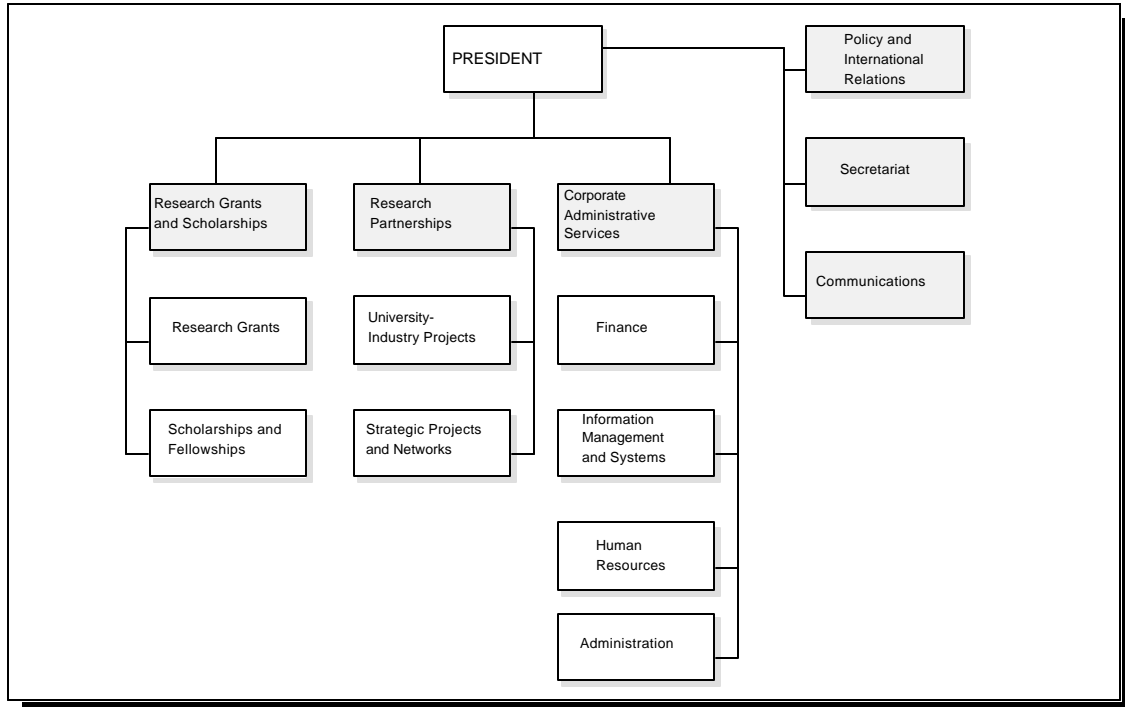 PRESIDENT
Policy and
International
Relations
Secretariat
Communications
Research Grants
and Scholarships
Research
Partnerships
Corporate
Administrative
Services
Research Grants
University-
Industry Projects
Finance
Scholarships and
Fellowships
Strategic Projects
and Networks
Information
Management
and Systems
Human
Resources
Administration